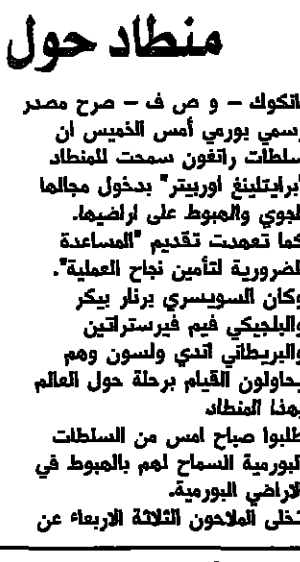 منطاد حول
بانكوك – و ص ف – صرح مصدر
رسمي بورمي أمس الخميس ان
سلطات رانغون سمحت للمنطاد
"برايتلينغ اوربيتر" بدخول مجالها
الجوي والهبوط على اراضيها.
كما تعهدت تقديم "المساعدة
الضرورية لتأمين نجاح العملية".
وكان السويسري برنار بيكر
والبلجيكي فيم فيرستراتين
والبريطاني اندي ولسون وهم
يحاولون القيام برحلة حول العالم
بهذا المنطاد
طلبوا صباح امس من السلطات
البورمية السماح لهم بالهبوط في
الاراضي البورمية.
تخلى الملاحون الثلاثة الاربعاء عن